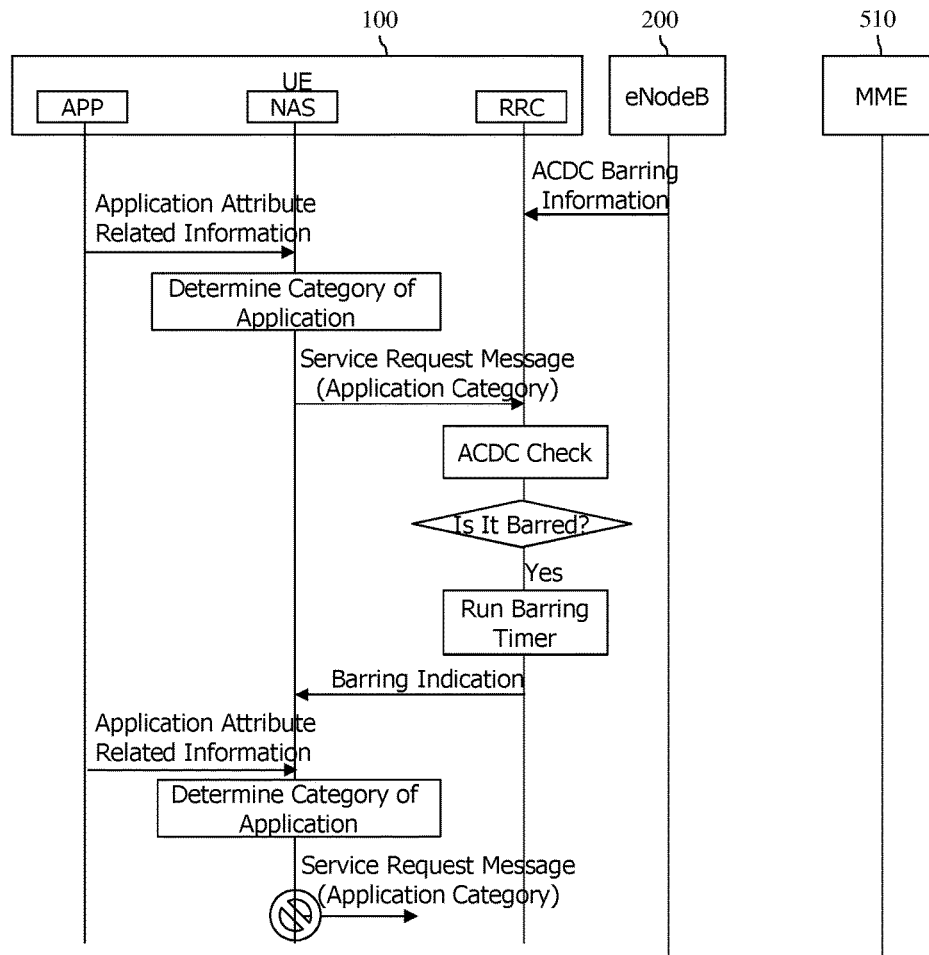 100
200
510
UE
APP
NAS
RRC
eNodeB
MME
ACDC Barring
Information
Application Attribute
Related Information
Determine Category of
Application
Service Request Message
(Application Category)
ACDC Check
Is It Barred?
Yes
Run Barring
Timer
Barring Indication
Application Attribute
Related Information
Determine Category of
Application
Service Request Message
(Application Category)